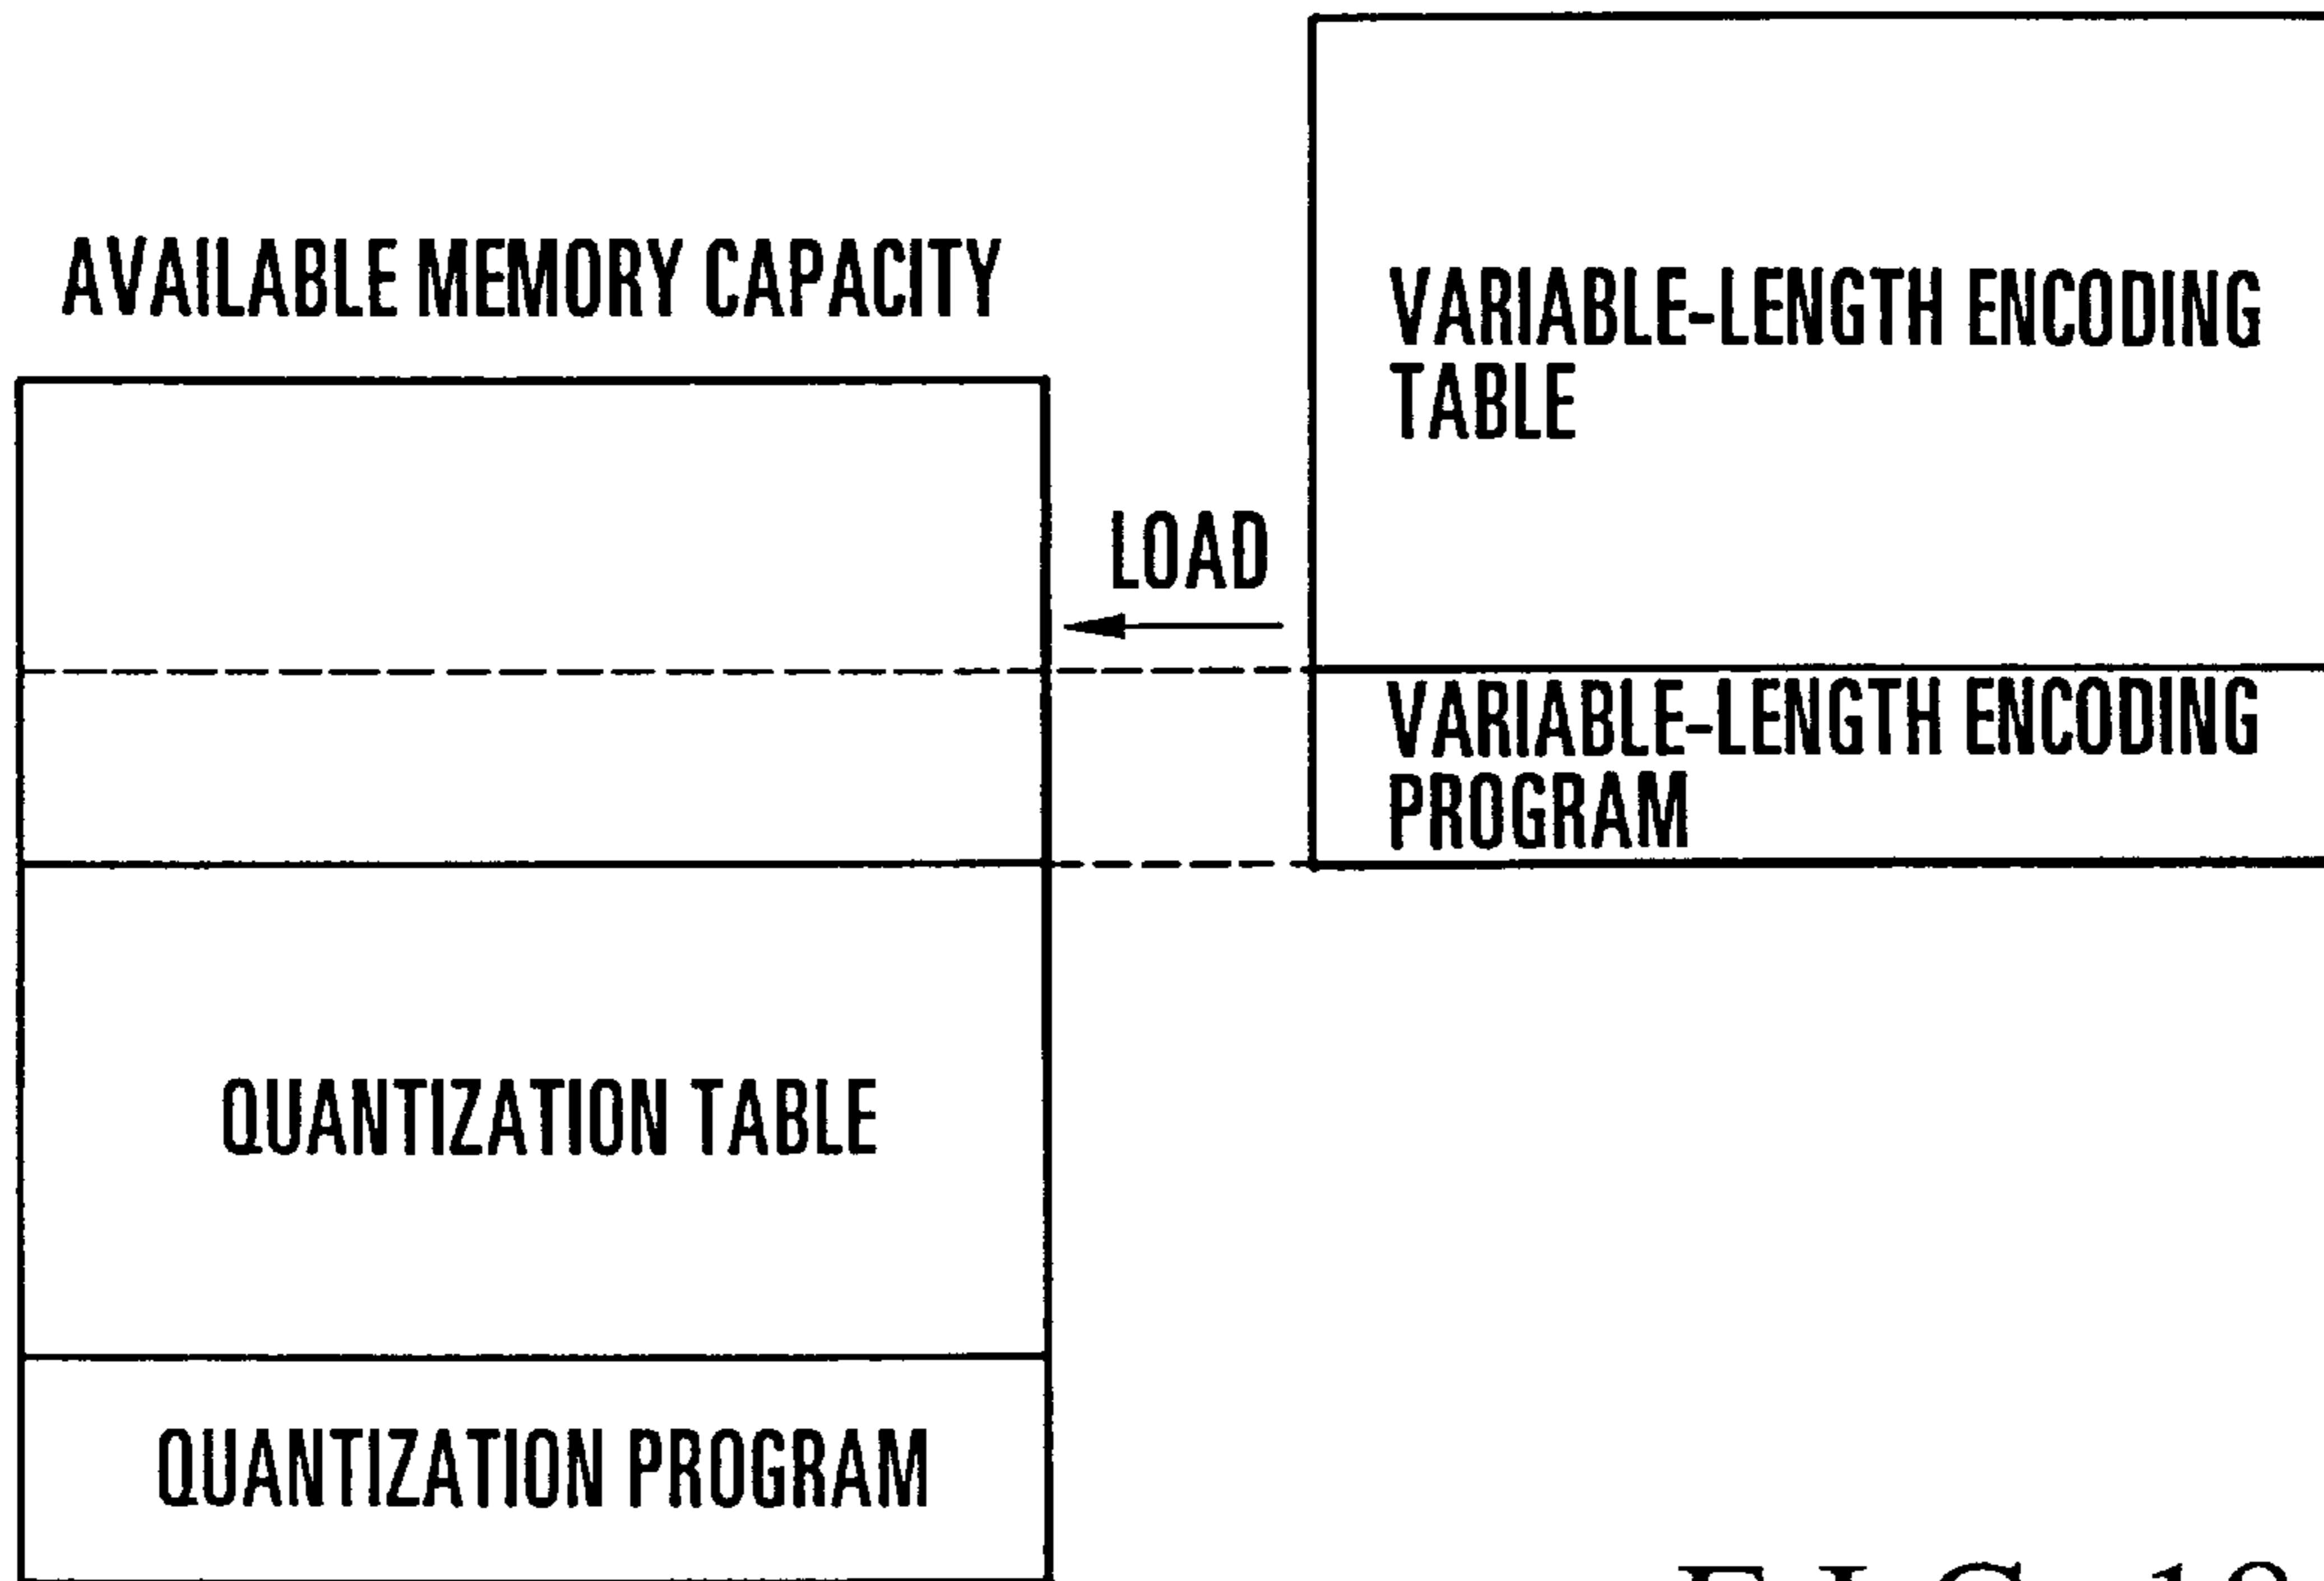 AVAILABLE MEMORY CAPACITY
VARIABLE-LENGTH ENCODING
TABLE
LOAD
VARIABLE-LENGTH ENCODING
PROGRAM
QUANTIZATION TABLE
QUANTIZATION PROGRAM